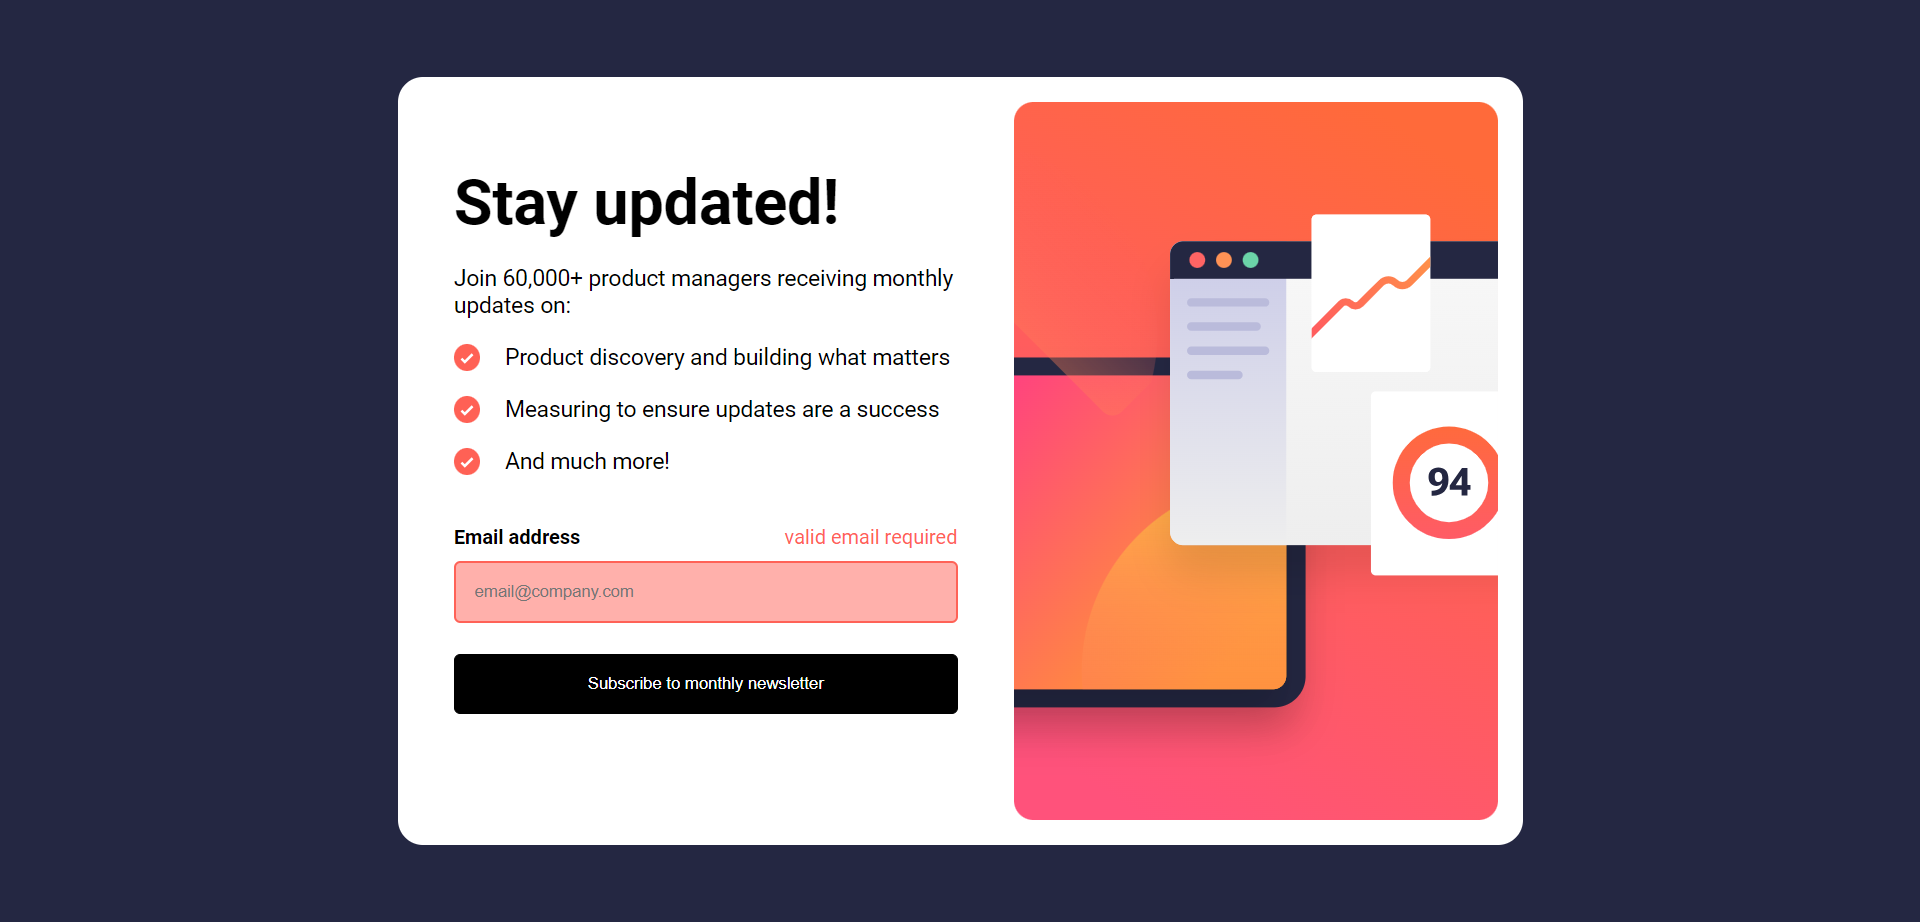 Stay updated!
Join 60,000+ product managers receiving monthly
updates on:
Product discovery and building what matters
Measuring to ensure updates are a success
And much more!
Email address
valid email required
email@company.com
Subscribe to monthly newsletter
94